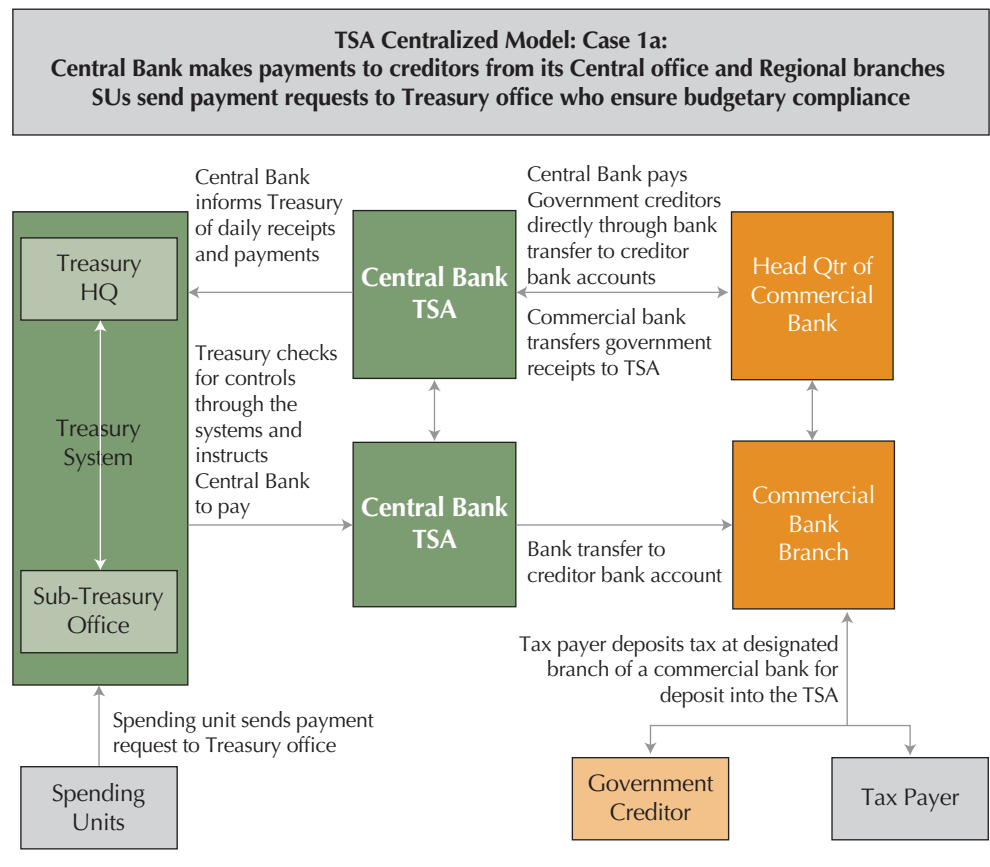 TSA Centralized Model: Case 1a:
Central Bank makes payments to creditors from its Central office and Regional branches
SUs send payment requests to Treasury office who ensure budgetary compliance
Central Bank
informs Treasury
of daily receipts
and payments
Central Bank pays
Government creditors
directly through bank
transfer to creditor
bank accounts
Treasury
HQ
Central Bank
TSA
Head Qtr of
Commercial
Bank
Commercial bank
transfers government
receipts to TSA
Treasury checks
for controls
through the
systems and
instructs
Central Bank
to pay
Treasury
System
Central Bank
TSA
Commercial
Bank
Branch
Bank transfer to
creditor bank account
Sub-Treasury
Office
Tax payer deposits tax at designated
branch of a commercial bank for
deposit into the TSA
Spending unit sends payment
request to Treasury office
Spending
Units
Government
Creditor
Tax Payer